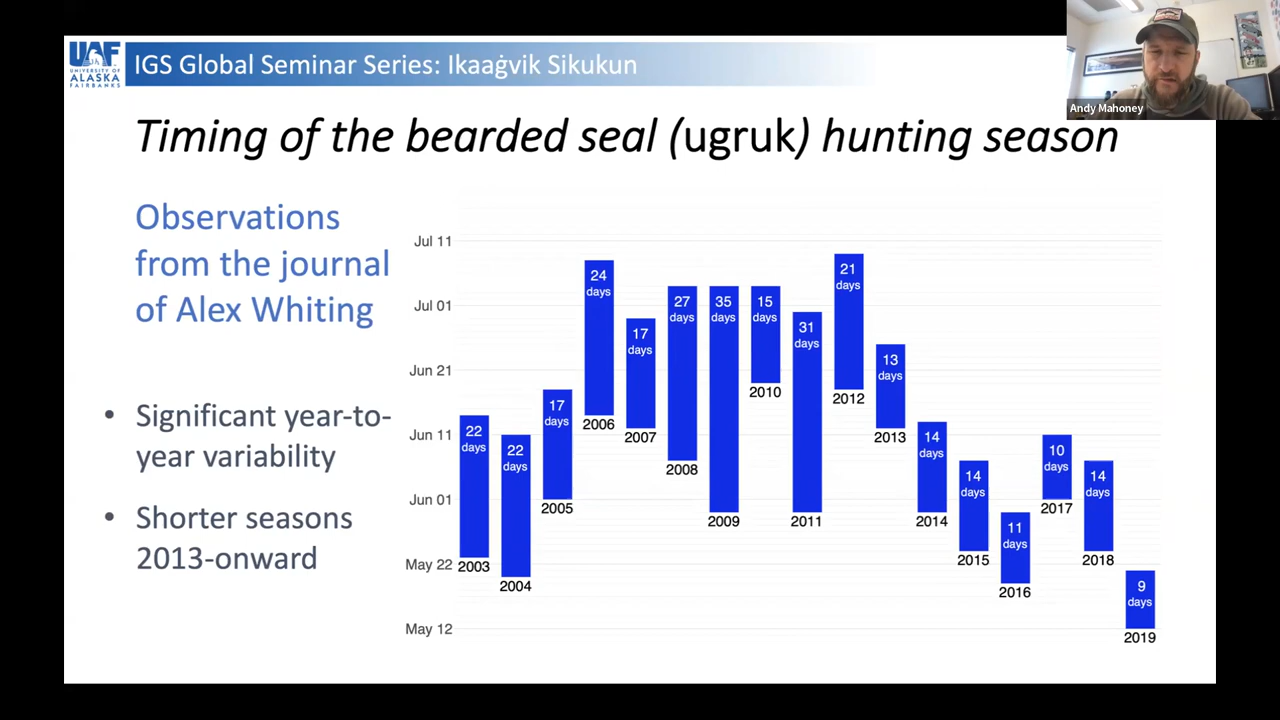 UAF
UNIVERSITY OF
ALASKA
FAIRBANKS
IGS Global Seminar Series: Ikaaġvik Sikukun
Andy Mahoney
Timing of the bearded seal (ugruk) hunting season
Observations
from the journal
of Alex Whiting
• Significant year-to-
year variability
• Shorter seasons
2013-onward
Jul 11
Jul 01
Jun 21
Jun 11
Jun 01
May 22
May 12
22
days
2003
22
days
2004
17
days
2005
24
days
2006
17
days
2007
27
days
2008
35
days
2009
15
days
2010
31
days
2011
21
days
2012
13
days
2013
14
days
2014
14
days
2015
11
days
2016
10
days
2017
14
days
2018
9
days
2019